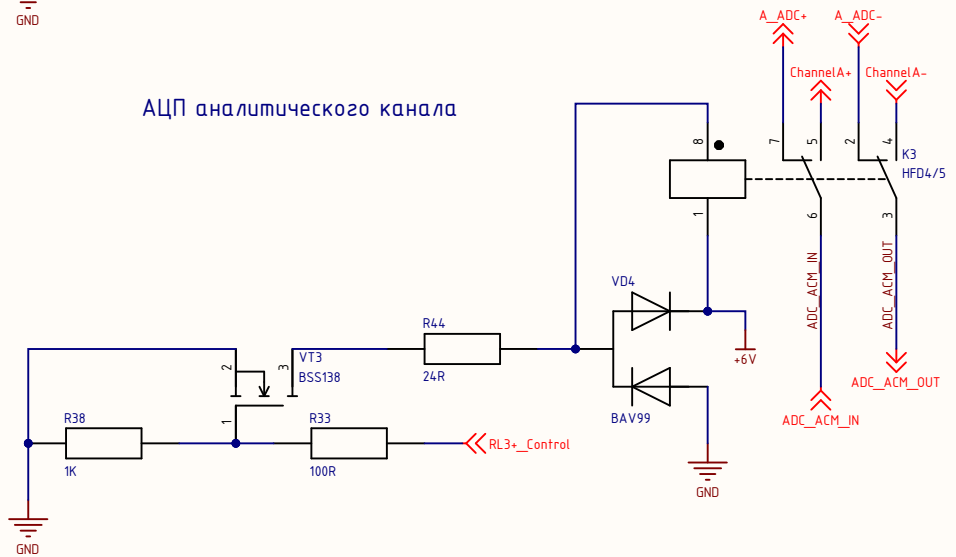 GND
A_ADC+
A_ADC-
ChannelA+
ChannelA-
АЦП аналитического канала
8
7
5
2
4
K3
HFD4/5
1
6
3
ADC_ACM_IN
ADC_ACM_OUT
VD4
R44
2
VT3
3
BSS138
24R
+6V
ADC_ACM_OUT
R38
1
R33
BAV99
ADC_ACM_IN
RL3+_Control
1K
100R
GND
GND